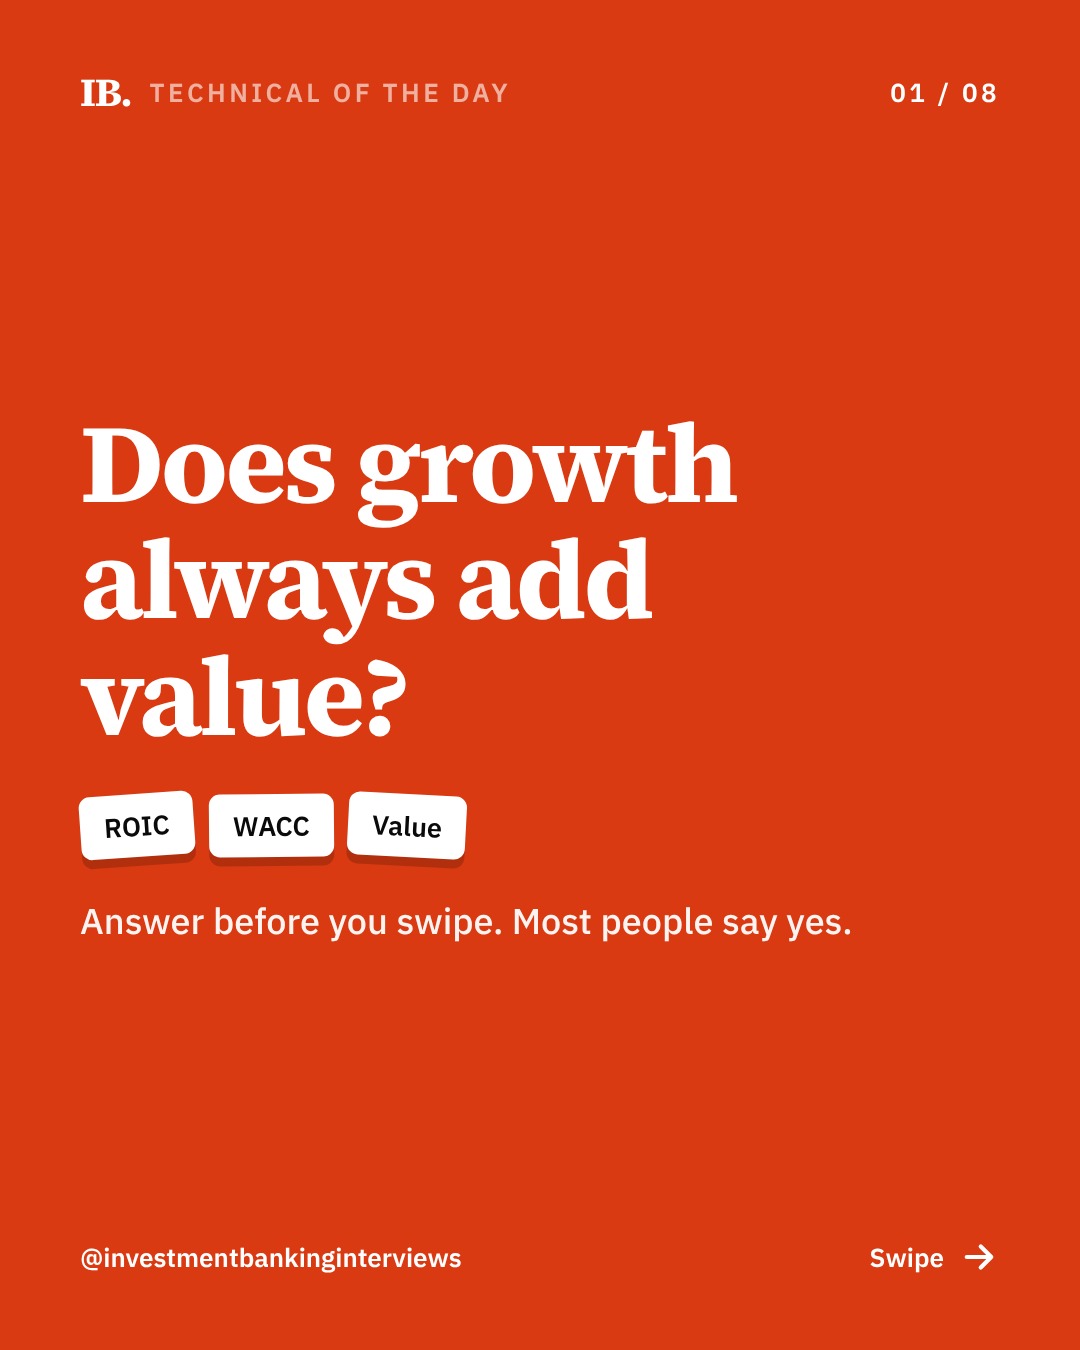 IB. TECHNICAL OF THE DAY 01 / 08
Does growth
always add
value?
ROIC WACC Value
Answer before you swipe. Most people say yes.
@investmentbankinginterviews Swipe →